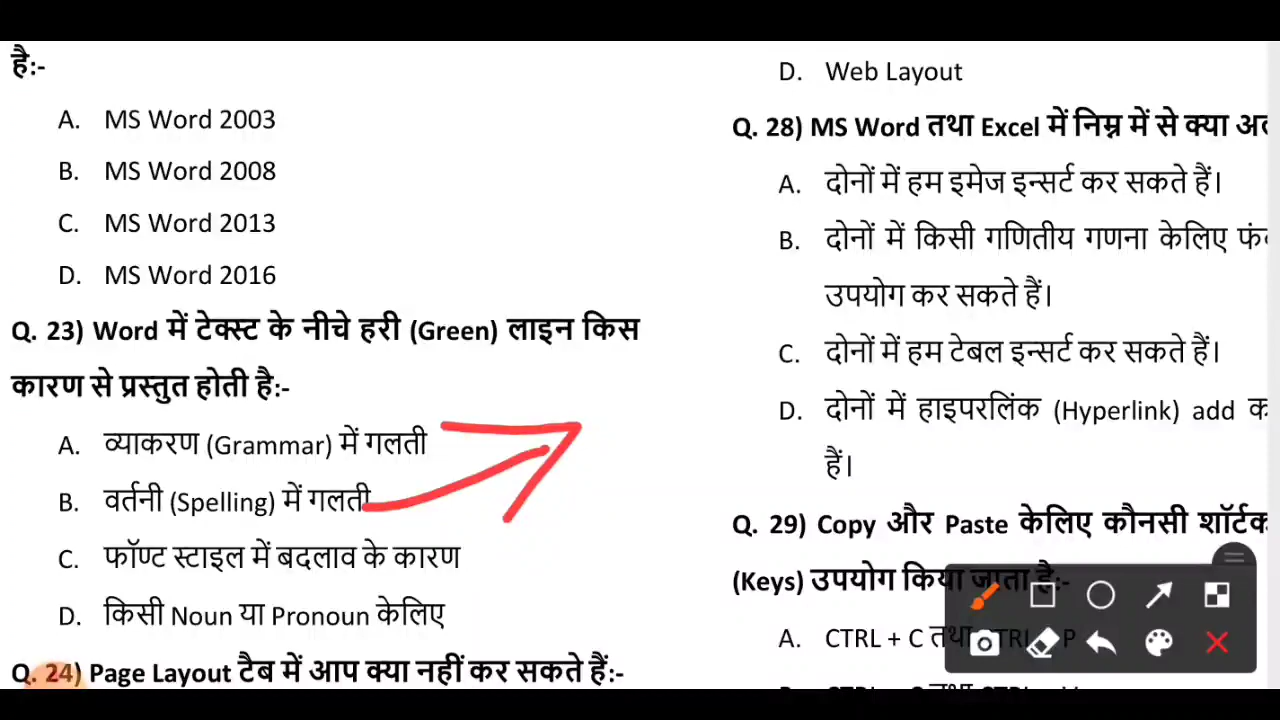 है:-
A. MS Word 2003
B. MS Word 2008
C. MS Word 2013
D. MS Word 2016
Q. 23) Word में टेक्स्ट के नीचे हरी (Green) लाइन किस
कारण से प्रस्तुत होती है:-
A. व्याकरण (Grammar) में गलती
B. वर्तनी (Spelling) में गलती
C. फॉण्ट स्टाइल में बदलाव के कारण
D. किसी Noun या Pronoun केलिए
Q. 24) Page Layout टैब में आप क्या नहीं कर सकते हैं:-
D. Web Layout
Q. 28) MS Word तथा Excel में निम्न में से क्या
A. दोनों में हम इमेज इन्सर्ट कर सकते हैं।
B. दोनों में किसी गणितीय गणना केलिए
उपयोग कर सकते हैं।
C. दोनों में हम टेबल इन्सर्ट कर सकते हैं।
D. दोनों में हाइपरलिंक (Hyperlink) add
हैं।
Q. 29) Copy और Paste केलिए कौनसी
(Keys) उपयोग किया जाता है:-
A. CTRL + C तथा CTRL + P